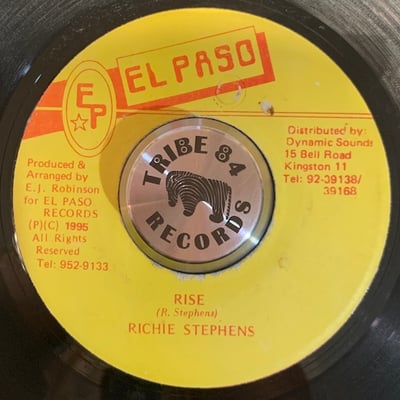 EL PASO
EP
Produced &
Arranged by
E.J. Robinson
for EL PASO
RECORDS
(P)(C) 1995
All Rights
Reserved
Tel: 952-9133
TRIBE 84
RECORDS
Distributed by:
Dynamic Sounds
15 Bell Road
Kingston 11
Tel: 92-39138/
39168
RISE
(R. Stephens)
RICHIE STEPHENS